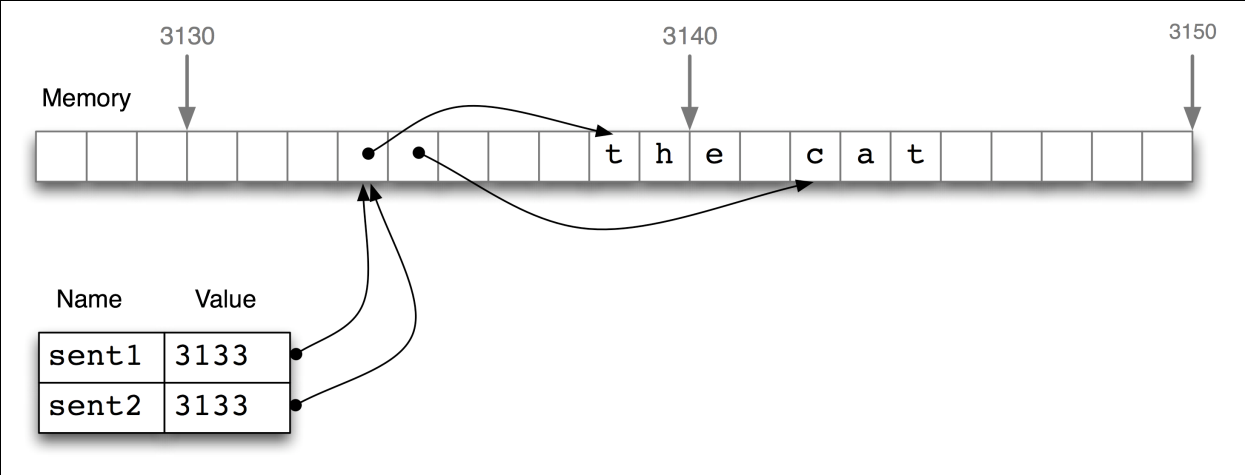 3130 3140 3150
Memory
t h e c a t
Name Value
sent1 3133
sent2 3133